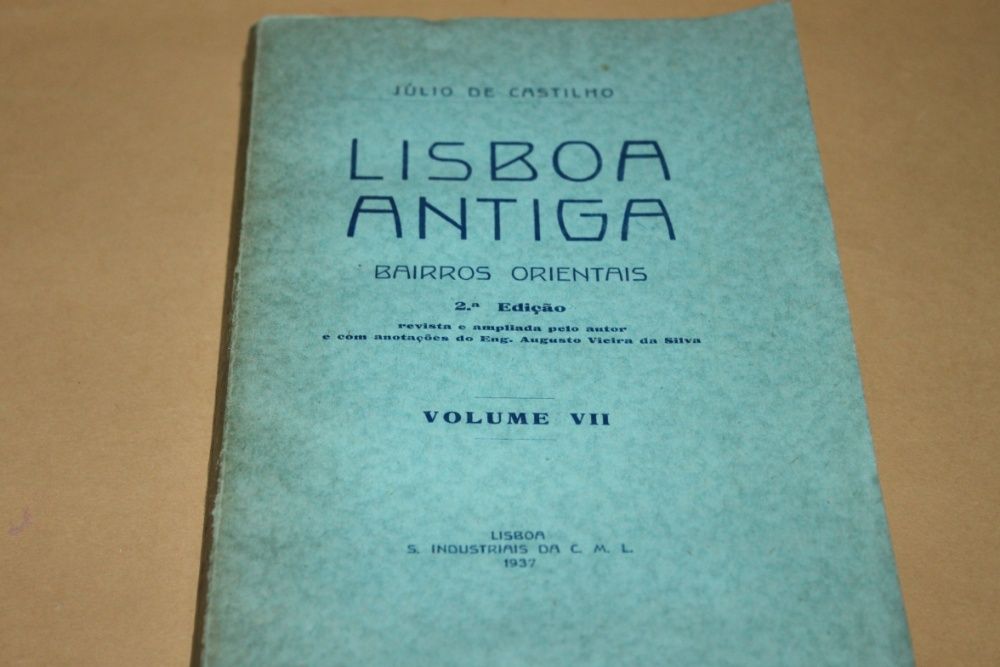 JÚLIO DE CASTILHO
LISBOA
ANTIGA
BAIRROS ORIENTAIS
2.ª Edição
revista e ampliada pelo autor
e com anotações do Eng. Augusto Vieira da Silva
VOLUME VII
LISBOA
S. INDUSTRIAIS DA C. M. L.
1937